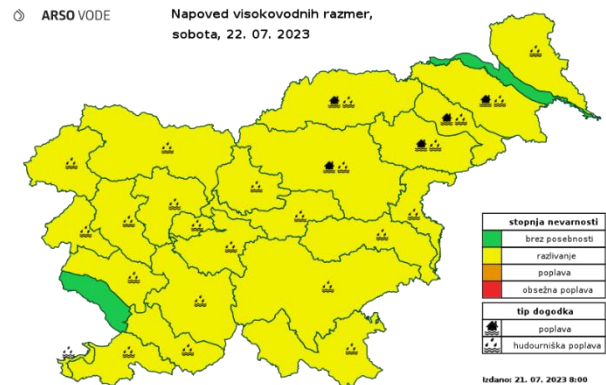 ARSO VODE
Napoved visokovodnih razmer,
sobota, 22. 07. 2023
stopnja nevarnosti
brez posebnosti
razlivanje
poplava
obsežna poplava
tip dogodka
poplava
hudourniška poplava
Izdano: 21. 07. 2023 8:00